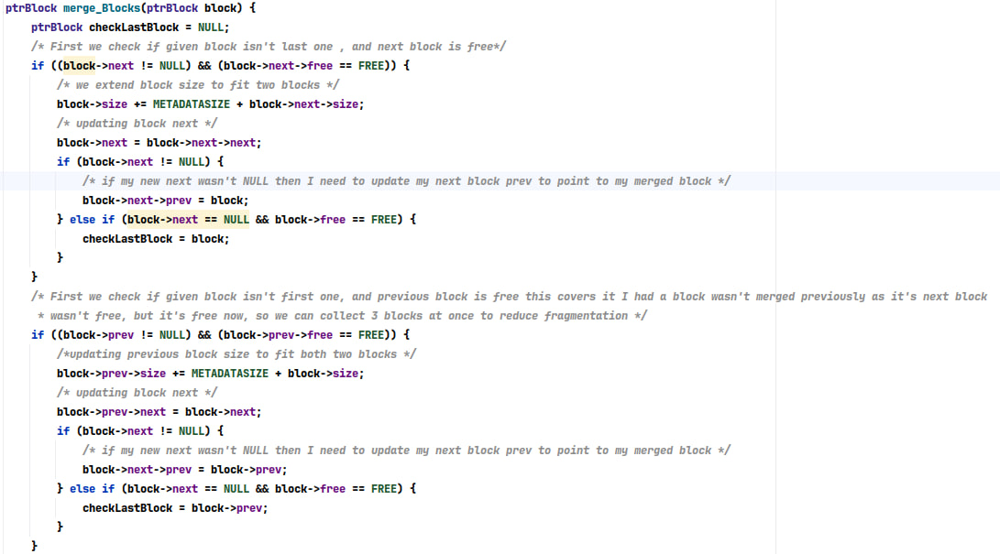 ptrBlock merge_Blocks(ptrBlock block) {
    ptrBlock checkLastBlock = NULL;
    /* First we check if given block isn't last one , and next block is free*/
    if ((block->next != NULL) && (block->next->free == FREE)) {
        /* we extend block size to fit two blocks */
        block->size += METADATASIZE + block->next->size;
        /* updating block next */
        block->next = block->next->next;
        if (block->next != NULL) {
            /* if my new next wasn't NULL then I need to update my next block prev to point to my merged block */
            block->next->prev = block;
        } else if (block->next == NULL && block->free == FREE) {
            checkLastBlock = block;
        }
    }
    /* First we check if given block isn't first one, and previous block is free this covers it I had a block wasn't merged previously as it's next block
     * wasn't free, but it's free now, so we can collect 3 blocks at once to reduce fragmentation */
    if ((block->prev != NULL) && (block->prev->free == FREE)) {
        /*updating previous block size to fit both two blocks */
        block->prev->size += METADATASIZE + block->size;
        /* updating block next */
        block->prev->next = block->next;
        if (block->next != NULL) {
            /* if my new next wasn't NULL then I need to update my next block prev to point to my merged block */
            block->next->prev = block->prev;
        } else if (block->next == NULL && block->free == FREE) {
            checkLastBlock = block->prev;
        }
    }